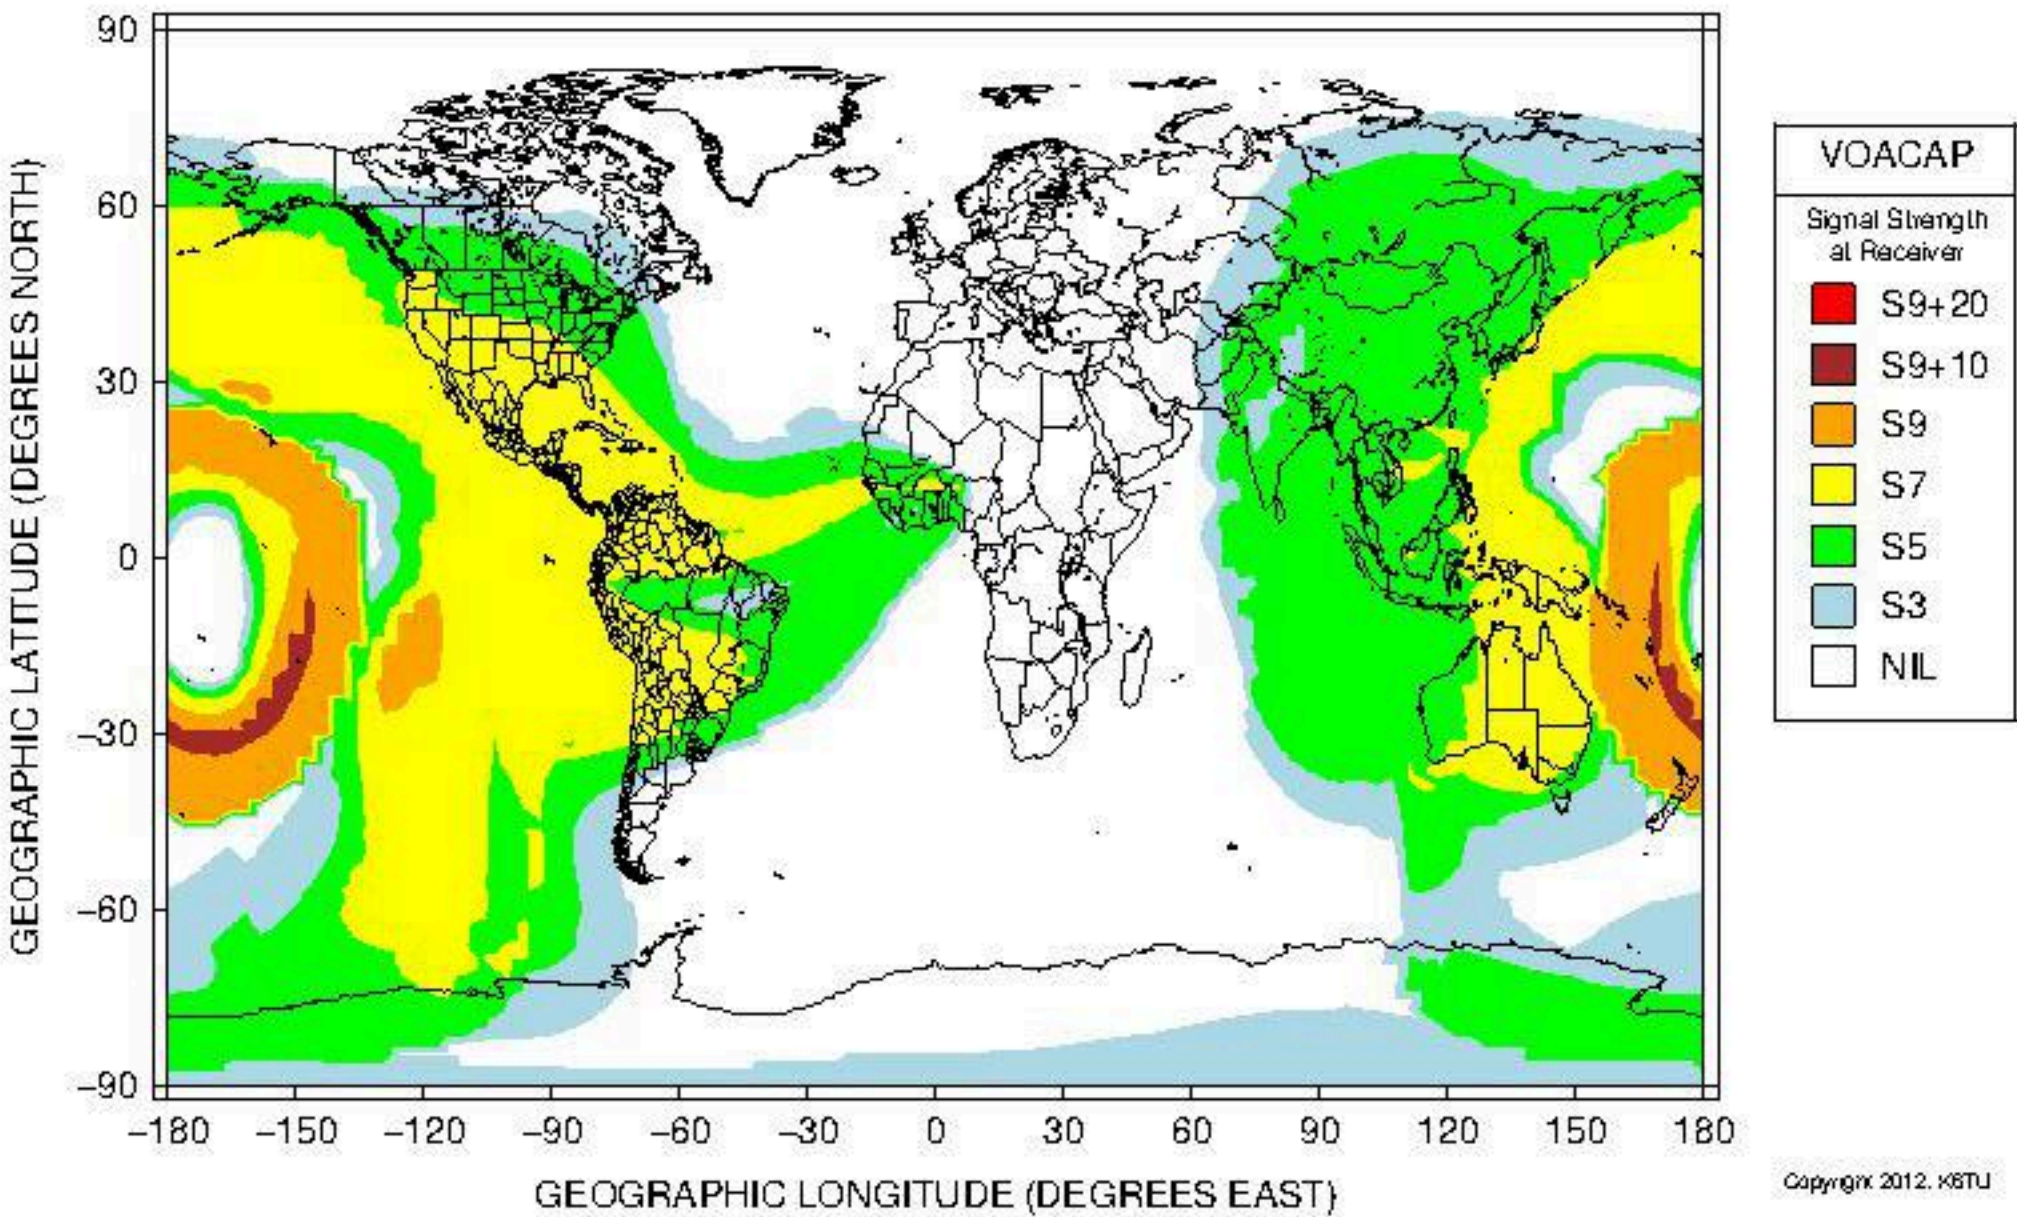 GEOGRAPHIC LATITUDE (DEGREES NORTH)
90
60
30
0
−30
−60
−90
−180 −150 −120 −90 −60 −30 0 30 60 90 120 150 180
GEOGRAPHIC LONGITUDE (DEGREES EAST)
VOACAP
Signal Strength
at Receiver
S9+20
S9+10
S9
S7
S5
S3
NIL
Copyright 2012. K6TU